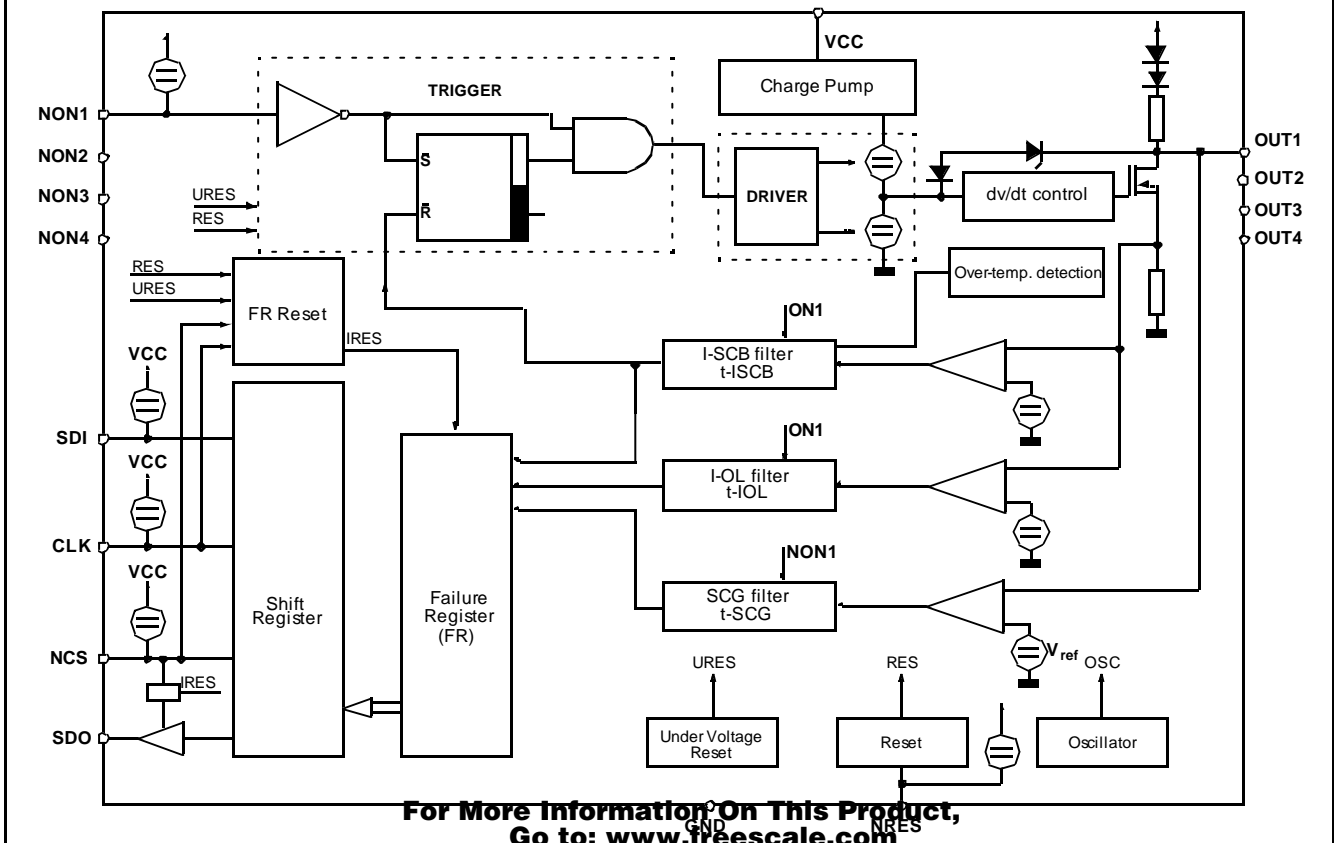 VCC
Charge Pump
TRIGGER
NON1
NON2
NON3
NON4
URES
RES
S̅
R̅
DRIVER
dv/dt control
OUT1
OUT2
OUT3
OUT4
Over-temp. detection
RES
URES
FR Reset
IRES
ON1
I-SCB filter
t-ISCB
VCC
SDI
ON1
I-OL filter
t-IOL
VCC
CLK
NON1
SCG filter
t-SCG
VCC
Shift
Register
Failure
Register
(FR)
NCS
IRES
SDO
Vref
URES
RES
OSC
Under Voltage
Reset
Reset
Oscillator
GND
NRES
For More Information On This Product,
Go to: www.freescale.com